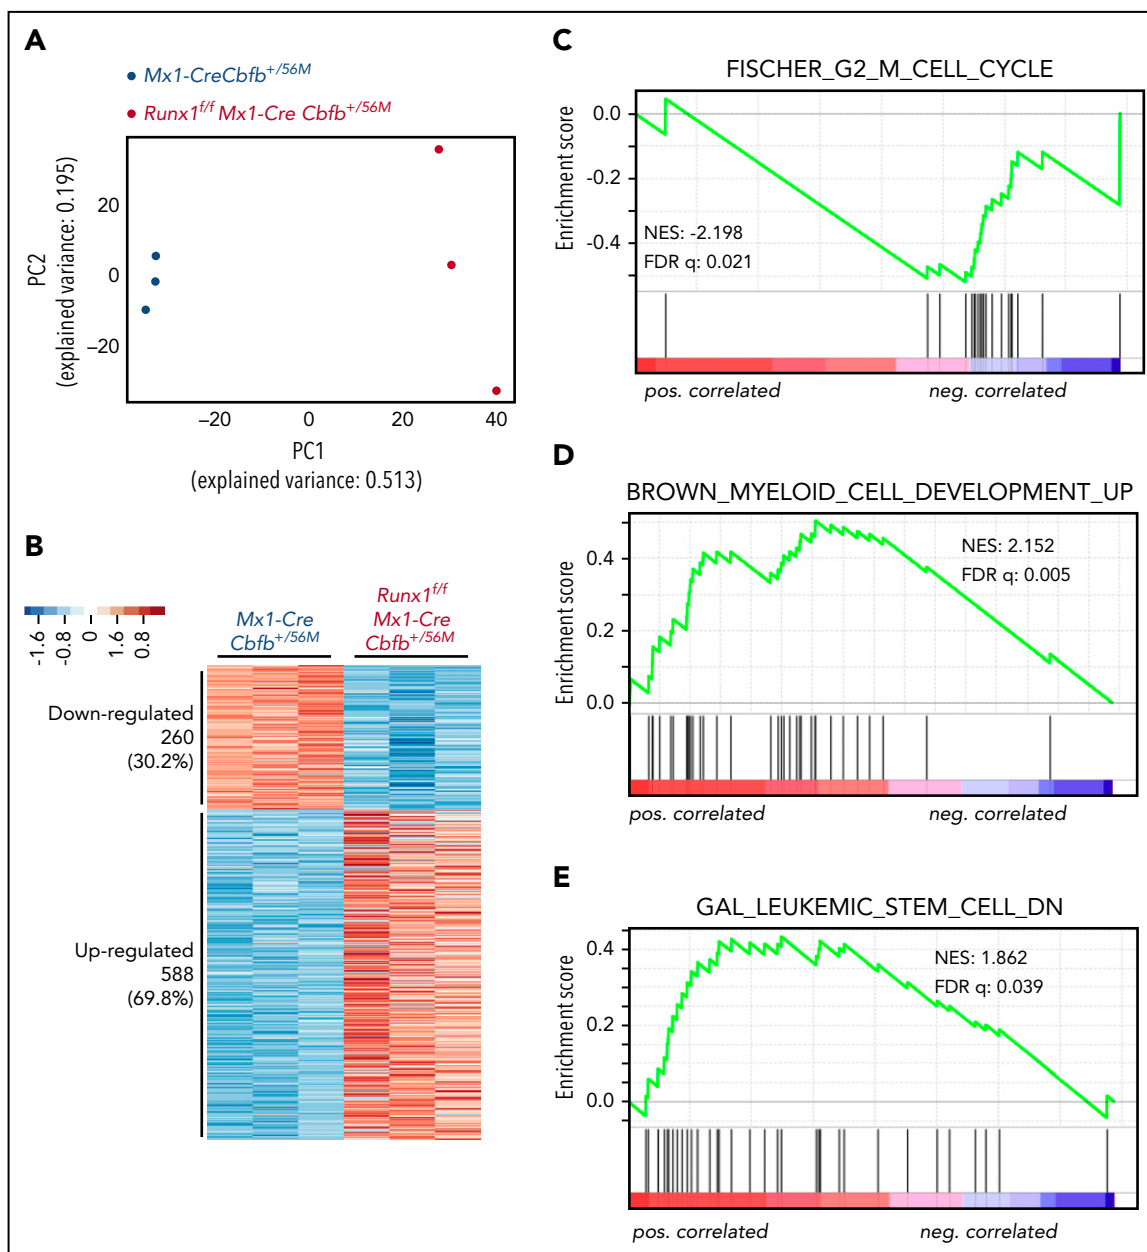 A
Mx1-CreCbfb+/56M
Runx1f/f Mx1-Cre Cbfb+/56M
PC2
(explained variance: 0.195)
20
0
−20
−20 0 20 40
PC1
(explained variance: 0.513)
B
-1.6 -0.8 0 1.6 0.8
Mx1-Cre
Cbfb+/56M
Runx1f/f
Mx1-Cre
Cbfb+/56M
Down-regulated
260
(30.2%)
Up-regulated
588
(69.8%)
C
FISCHER_G2_M_CELL_CYCLE
Enrichment score
0.0
-0.2
-0.4
NES: -2.198
FDR q: 0.021
pos. correlated neg. correlated
D
BROWN_MYELOID_CELL_DEVELOPMENT_UP
Enrichment score
0.4
0.2
0.0
NES: 2.152
FDR q: 0.005
pos. correlated neg. correlated
E
GAL_LEUKEMIC_STEM_CELL_DN
Enrichment score
0.4
0.2
0.0
NES: 1.862
FDR q: 0.039
pos. correlated neg. correlated